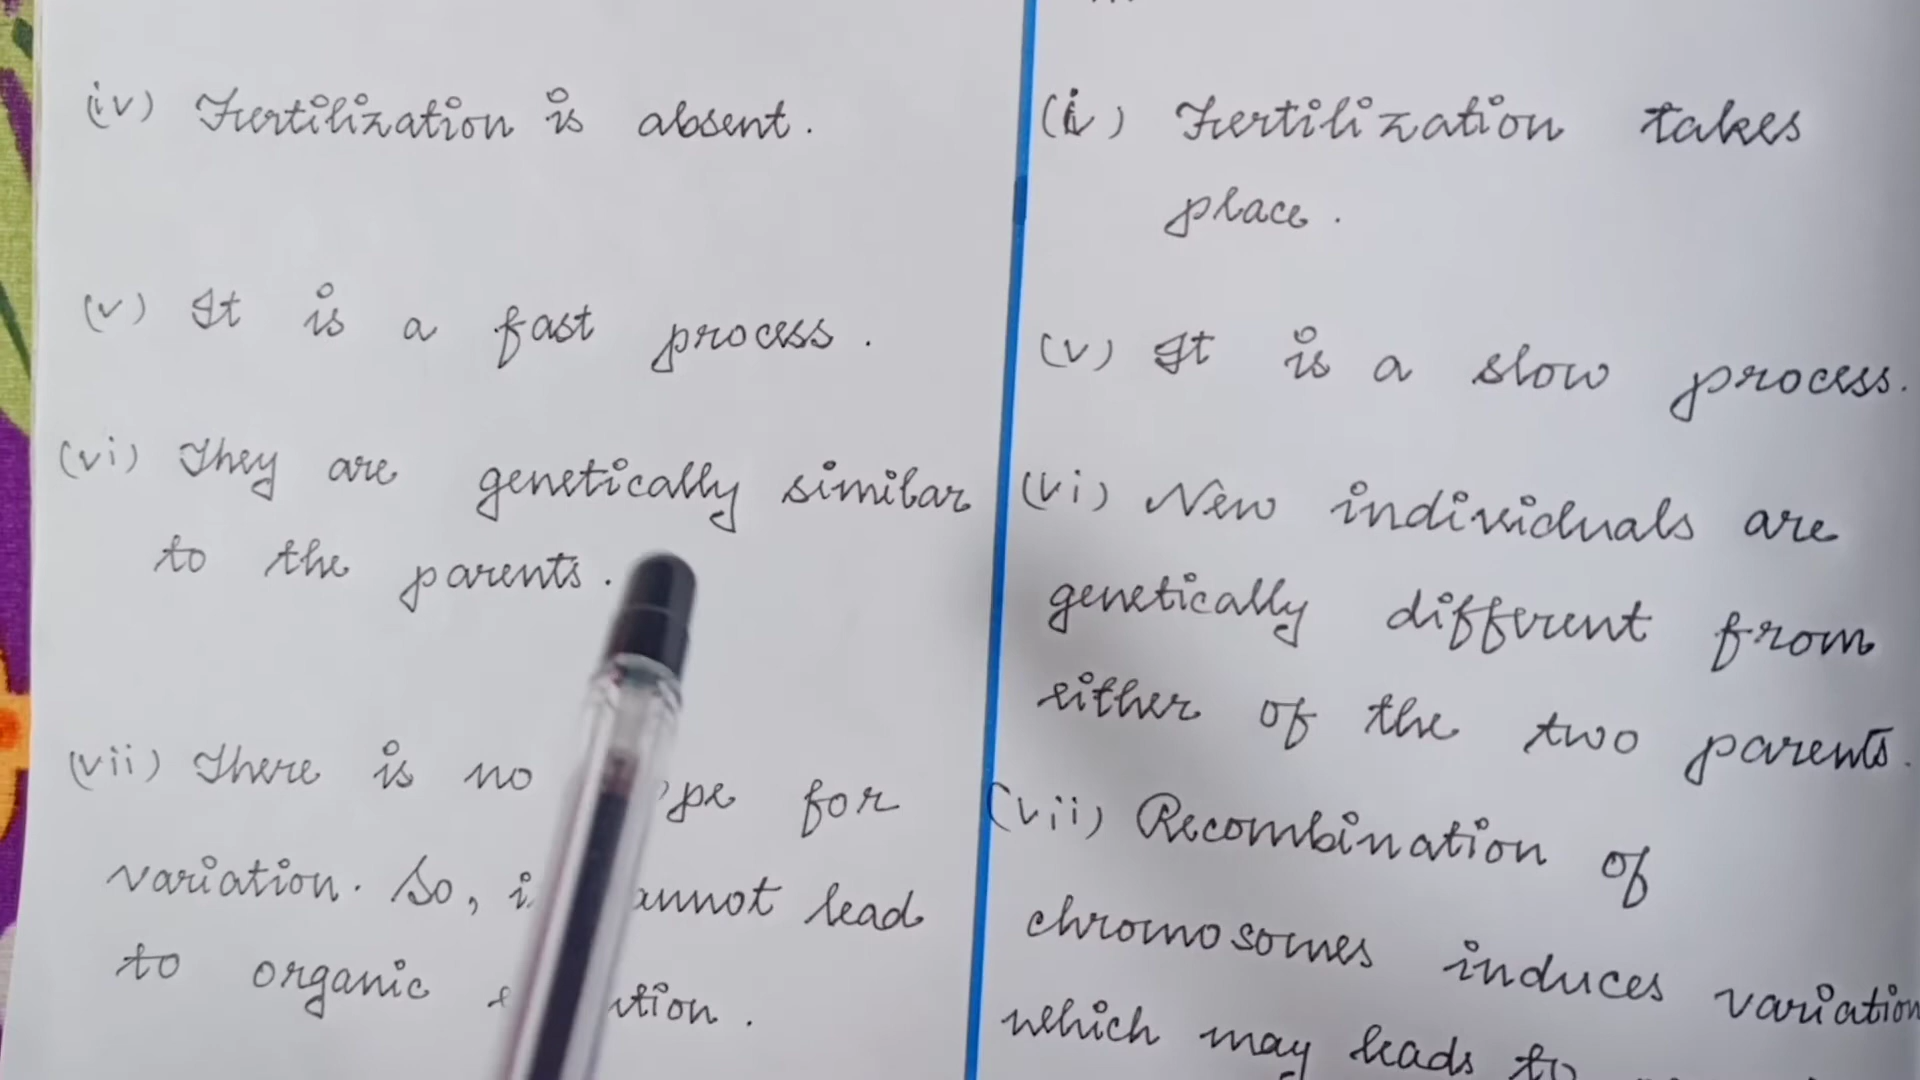 (iv) Fertilization is absent.
(v) It is a fast process.
(vi) They are genetically similar
to the parents.
(vii) There is no for
variation. So, lead
to organic .
Fertilization takes
place.
(v) It is a slow process.
(vi) New individuals are
genetically different from
either of the two parents.
(vii) Recombination of
chromosomes induces variation
which may leads to